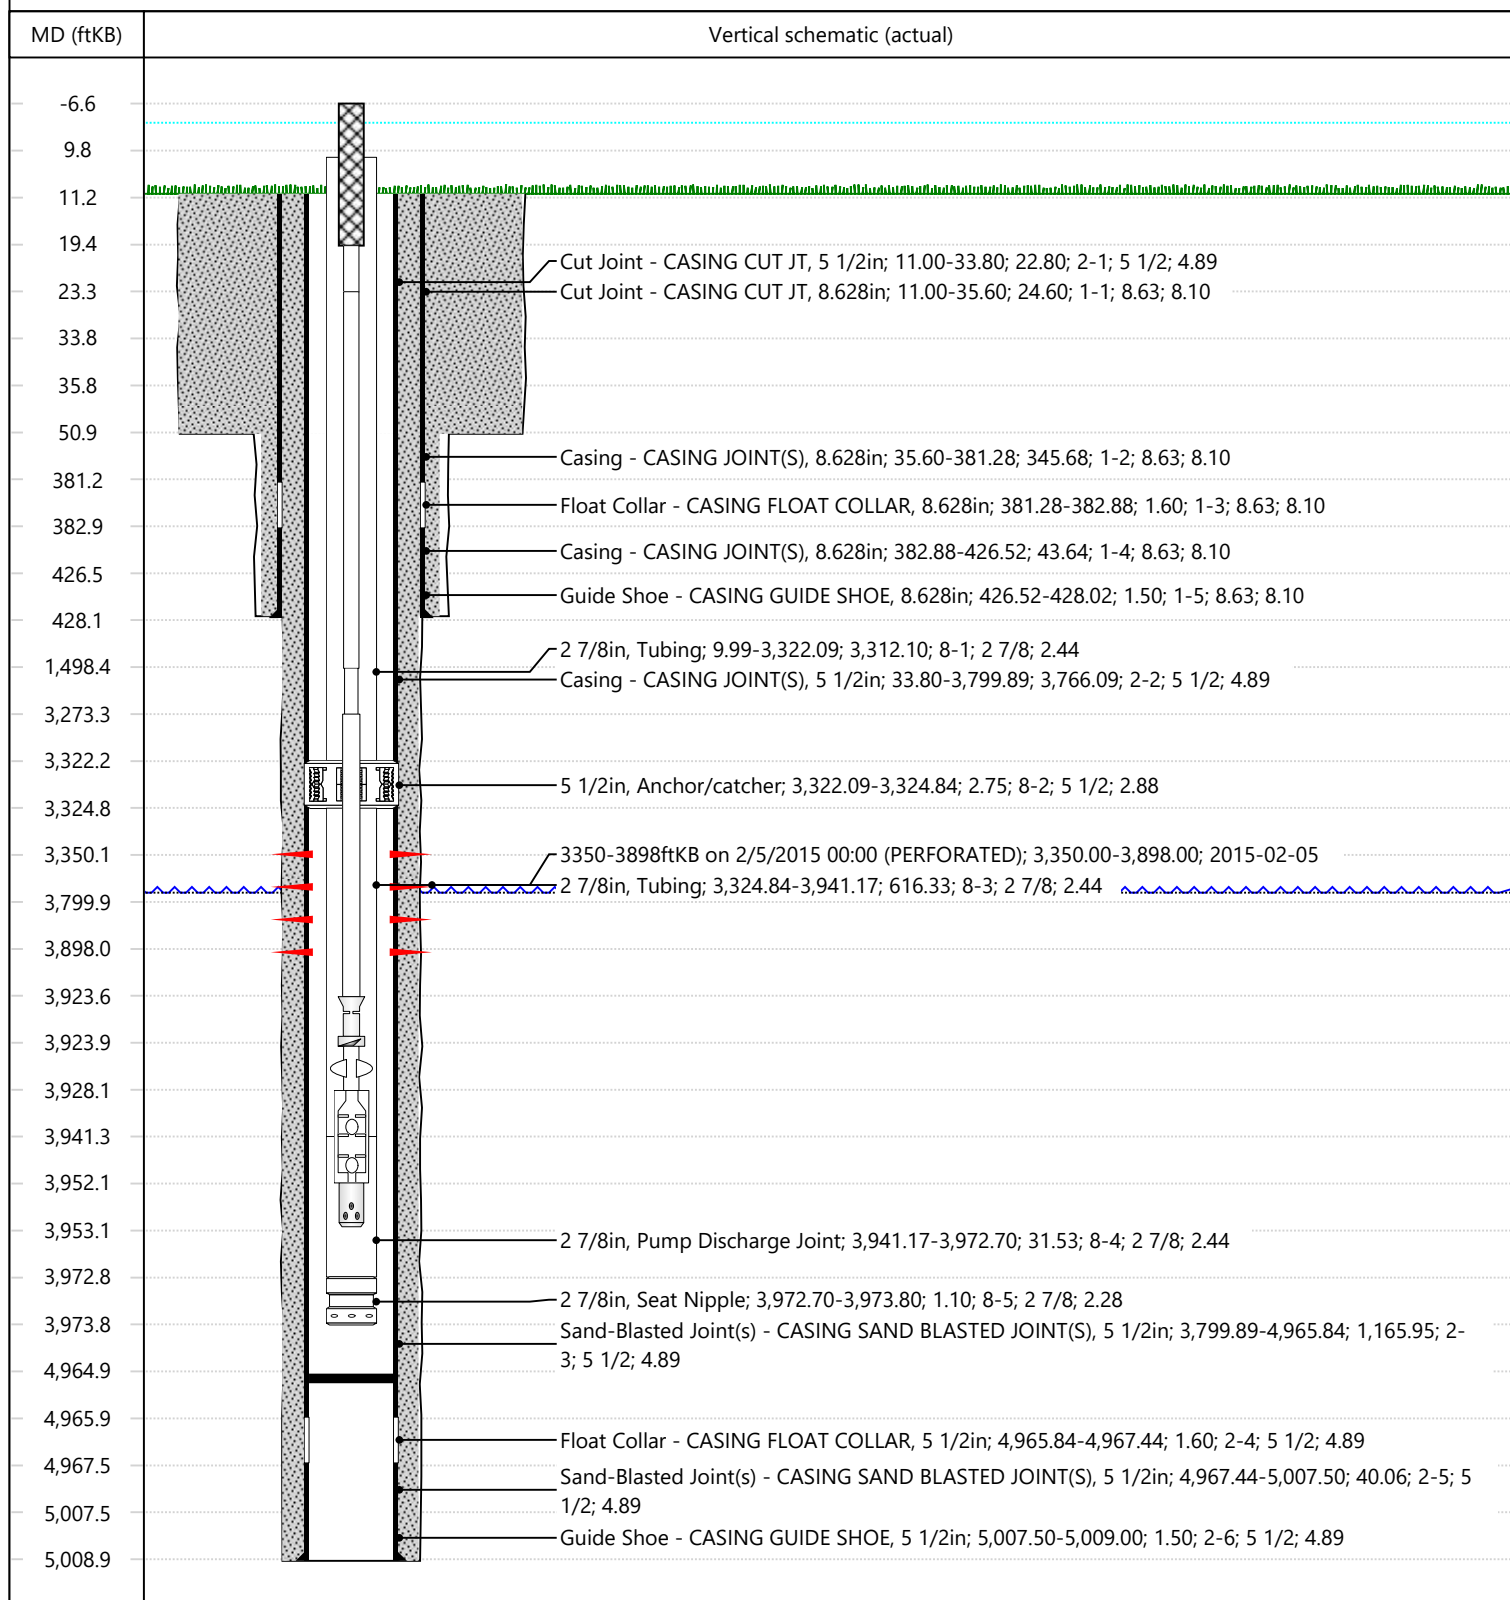 MD (ftKB)
Vertical schematic (actual)
-6.6
9.8
11.2
19.4
Cut Joint - CASING CUT JT, 5 1/2in; 11.00-33.80; 22.80; 2-1; 5 1/2; 4.89
23.3
Cut Joint - CASING CUT JT, 8.628in; 11.00-35.60; 24.60; 1-1; 8.63; 8.10
33.8
35.8
50.9
Casing - CASING JOINT(S), 8.628in; 35.60-381.28; 345.68; 1-2; 8.63; 8.10
381.2
Float Collar - CASING FLOAT COLLAR, 8.628in; 381.28-382.88; 1.60; 1-3; 8.63; 8.10
382.9
Casing - CASING JOINT(S), 8.628in; 382.88-426.52; 43.64; 1-4; 8.63; 8.10
426.5
Guide Shoe - CASING GUIDE SHOE, 8.628in; 426.52-428.02; 1.50; 1-5; 8.63; 8.10
428.1
2 7/8in, Tubing; 9.99-3,322.09; 3,312.10; 8-1; 2 7/8; 2.44
1,498.4
Casing - CASING JOINT(S), 5 1/2in; 33.80-3,799.89; 3,766.09; 2-2; 5 1/2; 4.89
3,273.3
3,322.2
5 1/2in, Anchor/catcher; 3,322.09-3,324.84; 2.75; 8-2; 5 1/2; 2.88
3,324.8
3,350.1
3350-3898ftKB on 2/5/2015 00:00 (PERFORATED); 3,350.00-3,898.00; 2015-02-05
2 7/8in, Tubing; 3,324.84-3,941.17; 616.33; 8-3; 2 7/8; 2.44
3,799.9
3,898.0
3,923.6
3,923.9
3,928.1
3,941.3
3,952.1
3,953.1
2 7/8in, Pump Discharge Joint; 3,941.17-3,972.70; 31.53; 8-4; 2 7/8; 2.44
3,972.8
2 7/8in, Seat Nipple; 3,972.70-3,973.80; 1.10; 8-5; 2 7/8; 2.28
3,973.8
Sand-Blasted Joint(s) - CASING SAND BLASTED JOINT(S), 5 1/2in; 3,799.89-4,965.84; 1,165.95; 2-
3; 5 1/2; 4.89
4,964.9
4,965.9
Float Collar - CASING FLOAT COLLAR, 5 1/2in; 4,965.84-4,967.44; 1.60; 2-4; 5 1/2; 4.89
4,967.5
Sand-Blasted Joint(s) - CASING SAND BLASTED JOINT(S), 5 1/2in; 4,967.44-5,007.50; 40.06; 2-5; 5
1/2; 4.89
5,007.5
Guide Shoe - CASING GUIDE SHOE, 5 1/2in; 5,007.50-5,009.00; 1.50; 2-6; 5 1/2; 4.89
5,008.9